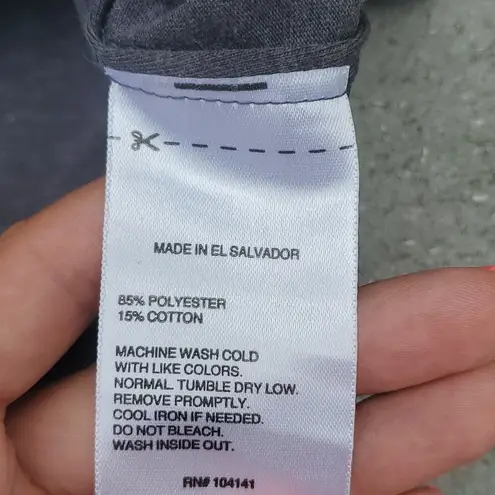 MADE IN EL SALVADOR
85% POLYESTER
15% COTTON
MACHINE WASH COLD
WITH LIKE COLORS.
NORMAL. TUMBLE DRY LOW.
REMOVE PROMPTLY.
COOL IRON IF NEEDED.
DO NOT BLEACH.
WASH INSIDE OUT.
RN# 104141